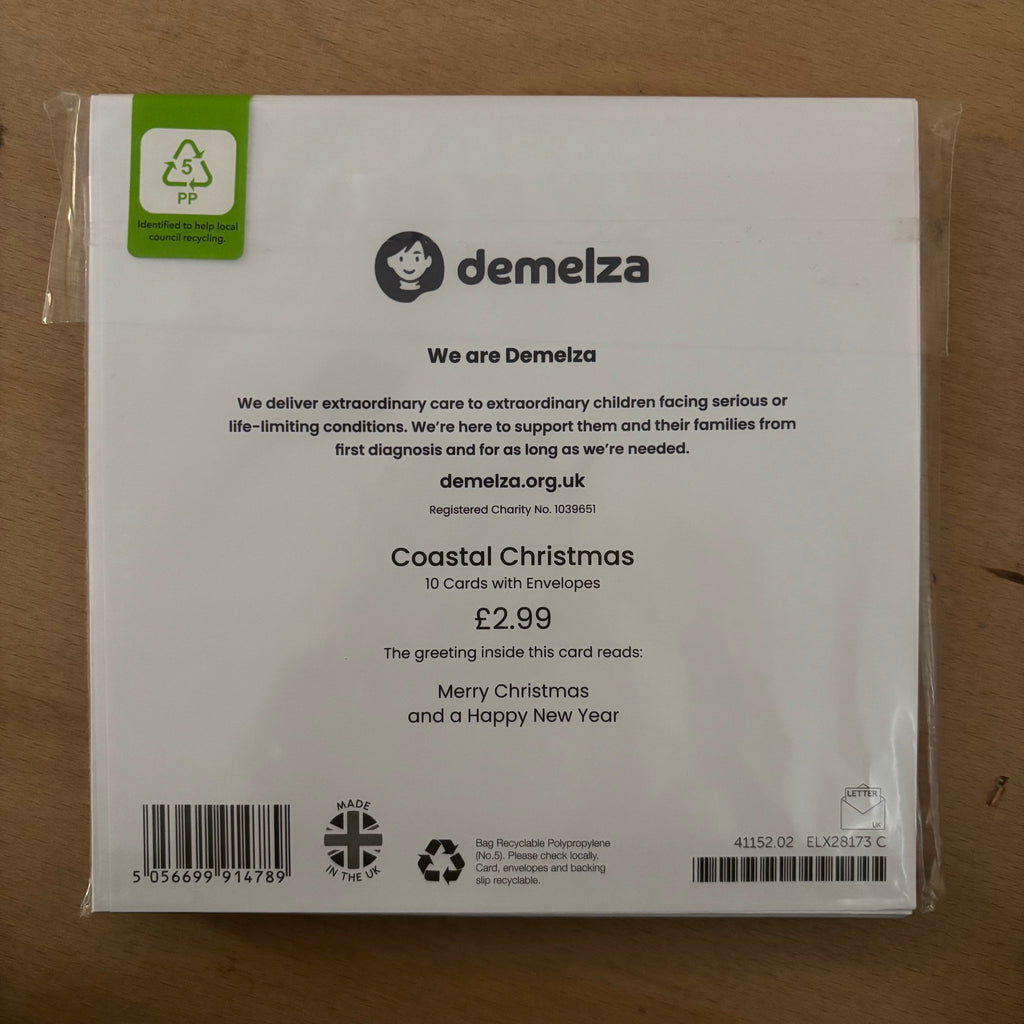 5
PP
Identified to help local
council recycling.
demelza
We are Demelza
We deliver extraordinary care to extraordinary children facing serious or
life-limiting conditions. We're here to support them and their families from
first diagnosis and for as long as we're needed.
demelza.org.uk
Registered Charity No. 1039651
Coastal Christmas
10 Cards with Envelopes
£2.99
The greeting inside this card reads:
Merry Christmas
and a Happy New Year
5 056699 914789
MADE
IN THE UK
Bag Recyclable Polypropylene
(No.5). Please check locally.
Card, envelopes and backing
slip recyclable.
LETTER
UK
41152.02 ELX28173 C